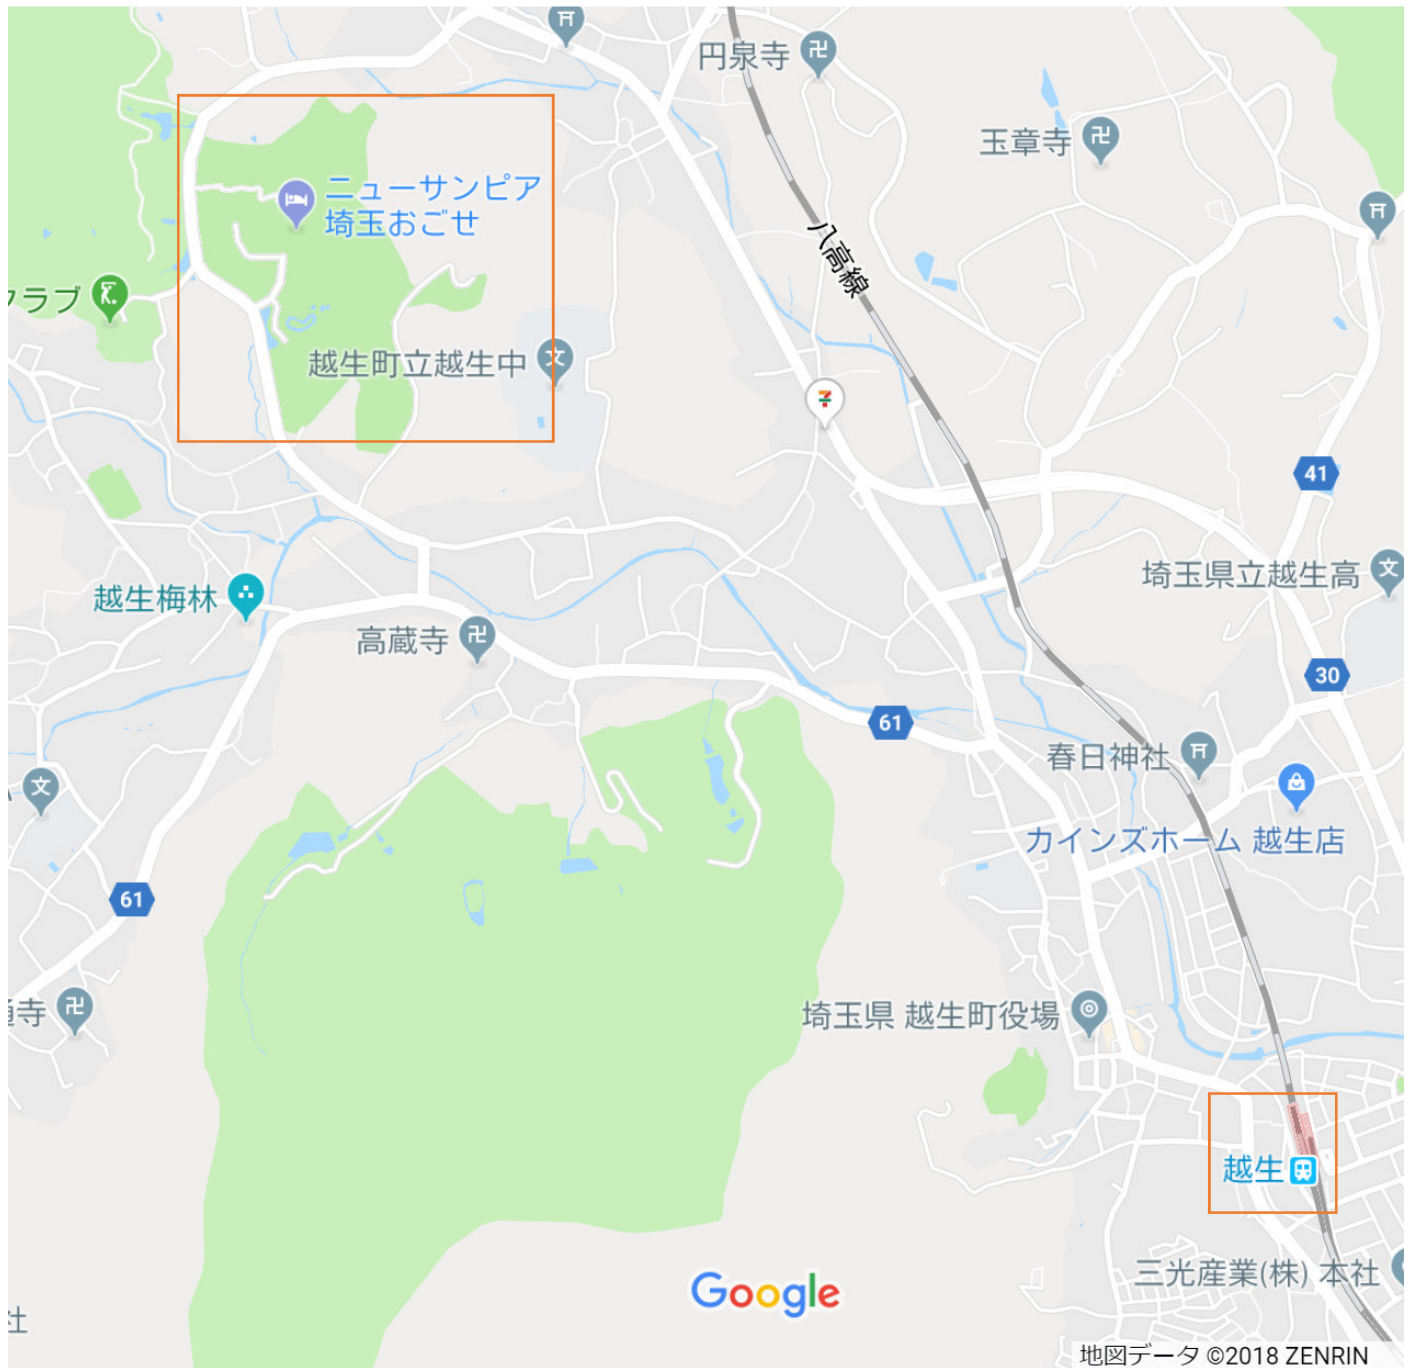 円泉寺
玉章寺
ニューサンピア
埼玉おごせ
八高線
クラブ
越生町立越生中
41
埼玉県立越生高
越生梅林
高蔵寺
30
61
春日神社
カインズホーム 越生店
61
寺
埼玉県 越生町役場
越生
三光産業(株) 本社
Google
社
地図データ ©2018 ZENRIN